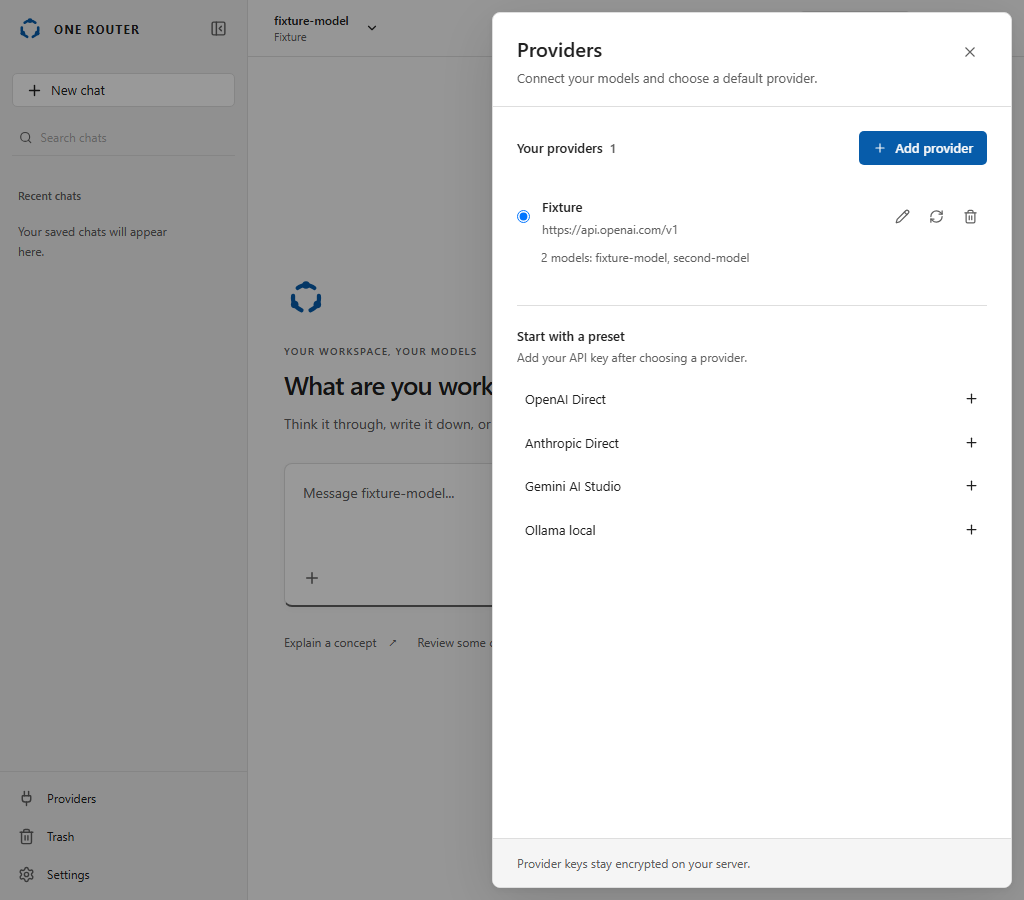 ONE ROUTER
New chat
Search chats
Recent chats
Your saved chats will appear
here.
Providers
Trash
Settings
fixture-model
Fixture
YOUR WORKSPACE, YOUR MODELS
What are you work
Think it through, write it down, or
Message fixture-model...
Explain a concept
Review some
Providers
Connect your models and choose a default provider.
Your providers 1
Add provider
Fixture
https://api.openai.com/v1
2 models: fixture-model, second-model
Start with a preset
Add your API key after choosing a provider.
OpenAI Direct
Anthropic Direct
Gemini AI Studio
Ollama local
Provider keys stay encrypted on your server.